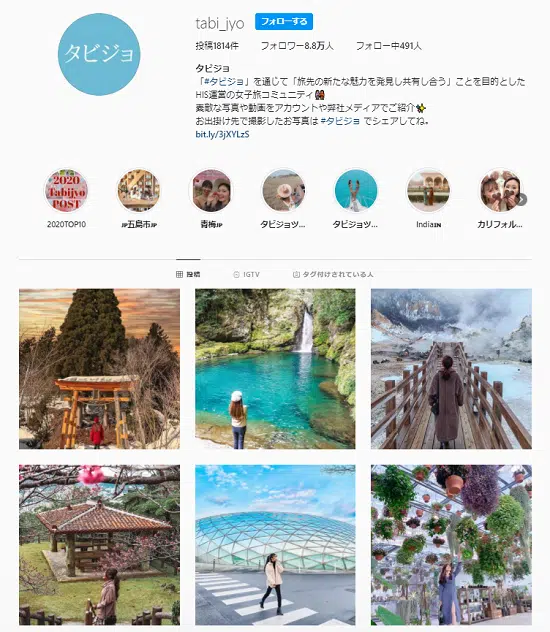 タビジョ
tabi_jyo フォローする
投稿1814件 フォロワー8.8万人 フォロー中491人
タビジョ
「#タビジョ」を通じて「旅先の新たな魅力を発見し共有し合う」ことを目的とした
HIS運営の女子旅コミュニティ👭
素敵な写真や動画をアカウントや弊社メディアでご紹介✨
お出掛け先で撮影したお写真は #タビジョ でシェアしてね。
bit.ly/3jXYLzS
2020
Tabijyo
POST
2020TOP10 🇯🇵五島市🇯🇵 青梅🇯🇵 タビジョツ... タビジョツ... India🇮🇳 カリフォル...
投稿 IGTV タグ付けされている人